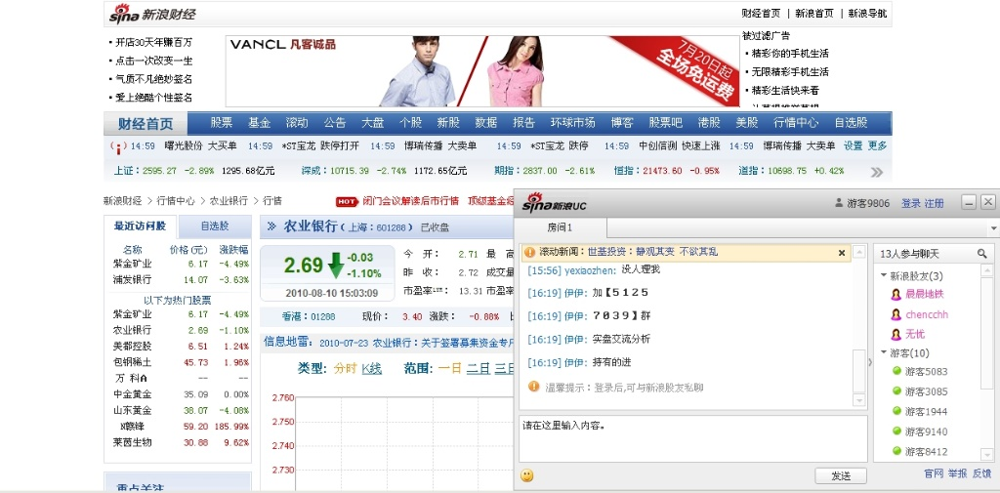 sina 新浪财经
财经首页 | 新浪首页 | 新浪导航
开店30天年赚百万
点击一次改变一生
气质不凡绝妙签名
爱上绝酷个性签名
VANCL 凡客诚品
7月20日起
全场免运费
被过滤广告
精彩你的手机生活
无限精彩手机生活
精彩生活快来看
财经首页 股票 基金 滚动 公告 大盘 个股 新股 数据 报告 环球市场 博客 股票吧 港股 美股 行情中心 自选股
14:59 曙光股份 大买单 14:59 *ST宝龙 跌停打开 14:59 博瑞传播 大卖单 14:59 *ST宝龙 跌停 14:59 中创信测 快速上涨 14:59 博瑞传播 大卖单 设置 更多
上证：2595.27 -2.89% 1295.68亿元 深成：10715.39 -2.74% 1172.65亿元 期指：2837.00 -2.61% 恒指：21473.60 -0.95% 道指：10698.75 +0.42%
新浪财经 > 行情中心 > 农业银行 > 行情
HOT 闭门会议解读后市行情 顶级基金经
最近访问股 自选股
名称 价格(元) 涨跌幅
紫金矿业 6.17 -4.49%
浦发银行 14.07 -3.63%
以下为热门股票
紫金矿业 6.17 -4.49%
农业银行 2.69 -1.10%
美都控股 6.51 1.24%
包钢稀土 45.73 1.96%
万 科A -- --
中金黄金 35.09 0.00%
山东黄金 38.07 -4.08%
N赣锋 59.20 185.99%
莱茵生物 30.88 9.62%
重点关注
农业银行 (上海：601288) 已收盘
2.69 -0.03
-1.10%
2010-08-10 15:03:09
今 开： 2.71 最 高
昨 收： 2.72 成交量
市盈率LYR： 13.31 市盈率
香港：01288 现价： 3.40 涨跌： -0.88%
信息地雷： 2010-07-23 农业银行：关于签署募集资金专户
类型: 分时 K线 范围: 一日 二日 三日
2.760
2.750
2.740
2.730
sina新浪UC
游客9806 登录 注册
房间1
滚动新闻：世基投资：静观其变 不欲其乱
[15:56] yexiaozhen: 没人理我
[16:19] 伊伊: 加【5125
[16:19] 伊伊: 7039】群
[16:19] 伊伊: 实盘交流分析
[16:19] 伊伊: 持有的进
温馨提示：登录后,可与新浪股友私聊
请在这里输入内容。
发送
13人参与聊天
新浪股友(3)
晨晨地铁
chencchh
无忧
游客(10)
游客5083
游客3085
游客1944
游客9140
游客8412
官网 举报 反馈